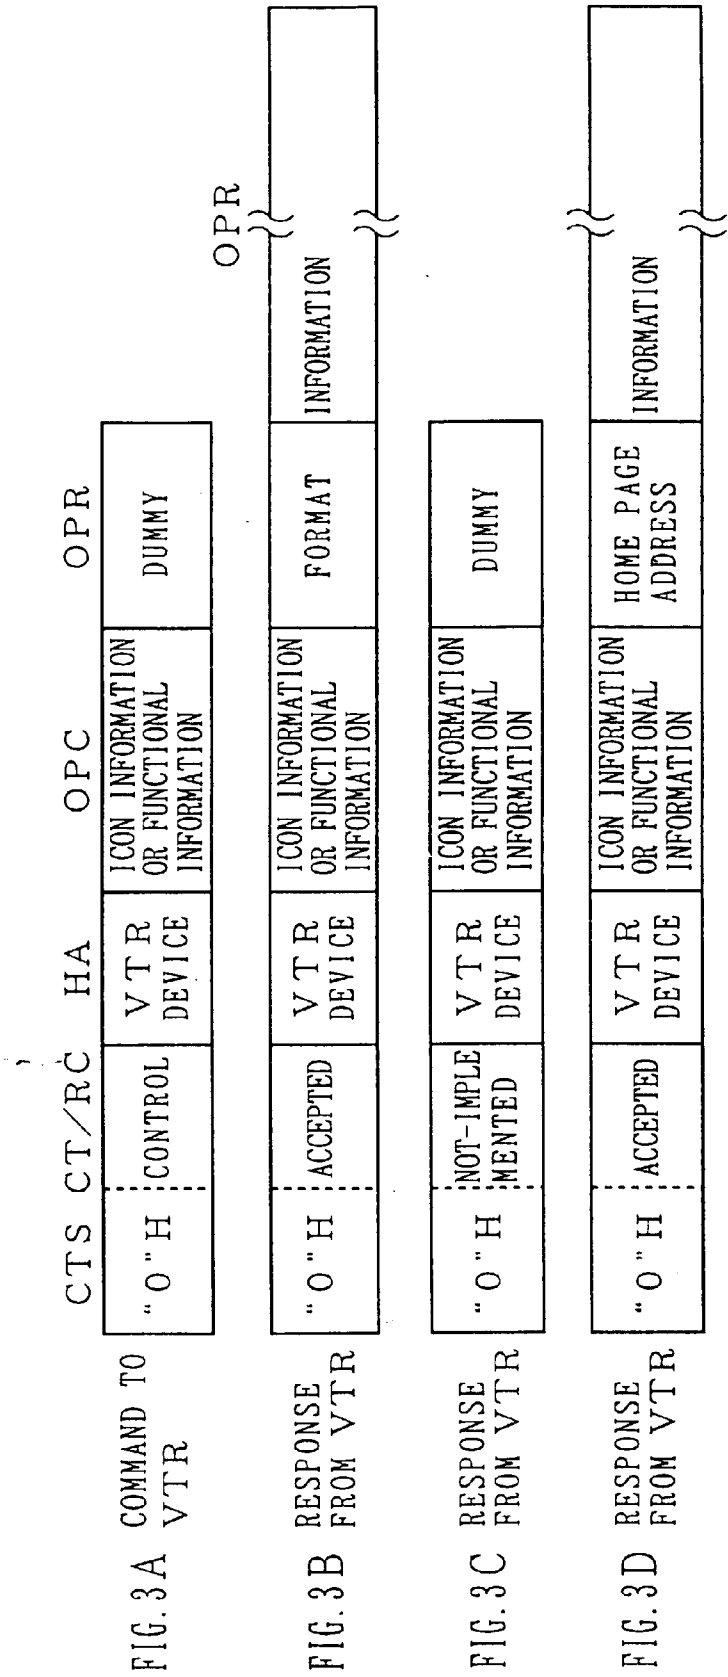 CTS CT/RC HA OPC OPR
FIG.3A COMMAND TO
VTR
"0"H
CONTROL
VTR
DEVICE
ICON INFORMATION
OR FUNCTIONAL
INFORMATION
DUMMY
OPR
FIG.3B RESPONSE
FROM VTR
"0"H
ACCEPTED
VTR
DEVICE
ICON INFORMATION
OR FUNCTIONAL
INFORMATION
FORMAT
INFORMATION
FIG.3C RESPONSE
FROM VTR
"0"H
NOT-IMPLE
MENTED
VTR
DEVICE
ICON INFORMATION
OR FUNCTIONAL
INFORMATION
DUMMY
FIG.3D RESPONSE
FROM VTR
"0"H
ACCEPTED
VTR
DEVICE
ICON INFORMATION
OR FUNCTIONAL
INFORMATION
HOME PAGE
ADDRESS
INFORMATION